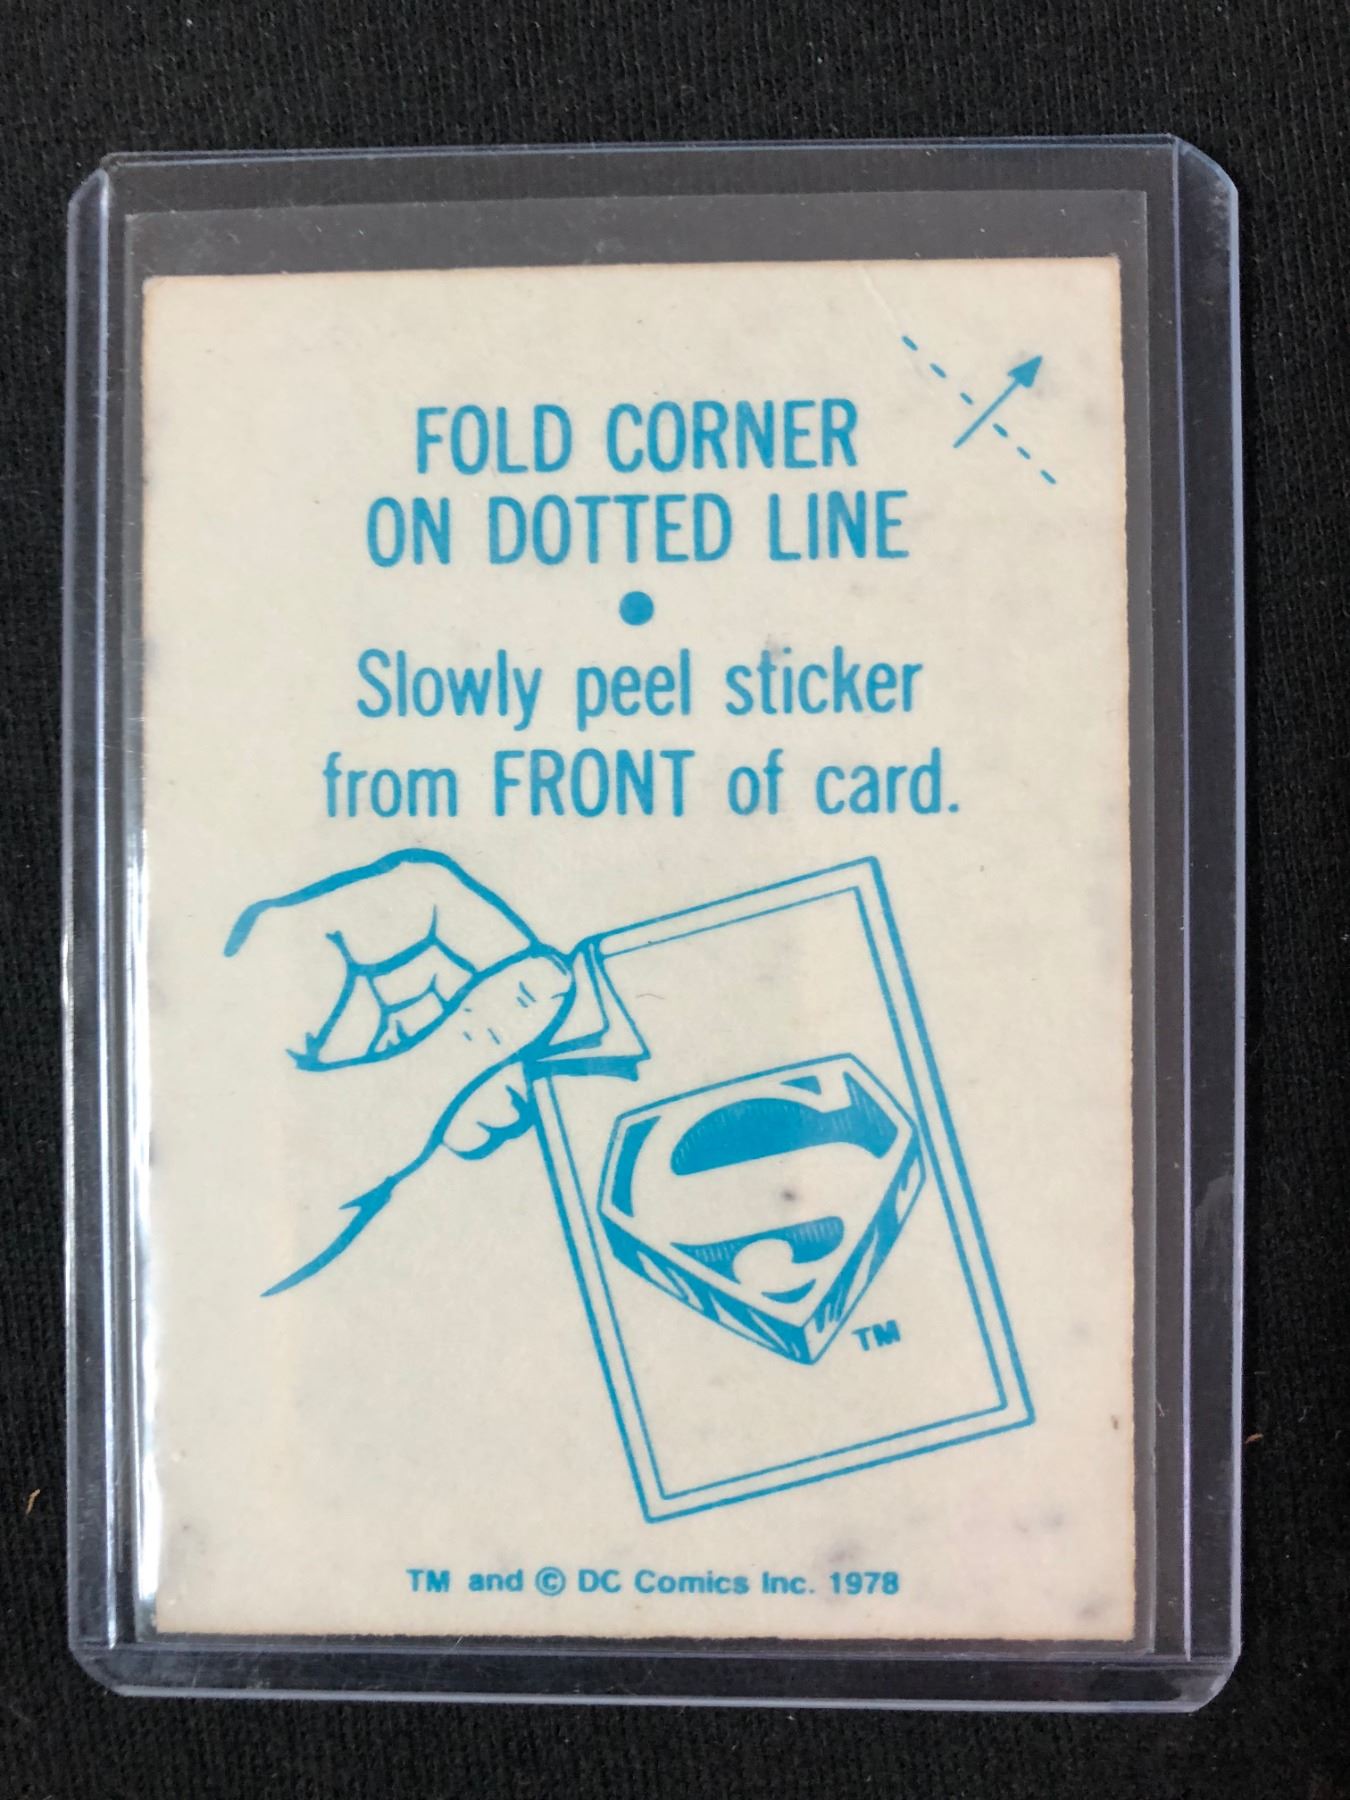 FOLD CORNER
ON DOTTED LINE
●
Slowly peel sticker
from FRONT of card.
S
TM
TM and © DC Comics Inc. 1978